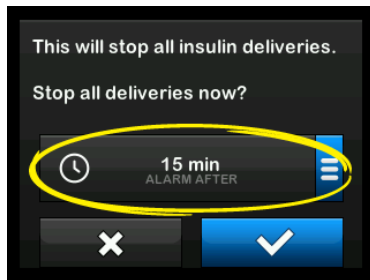 This will stop all insulin deliveries.
Stop all deliveries now?
15 min
ALARM AFTER